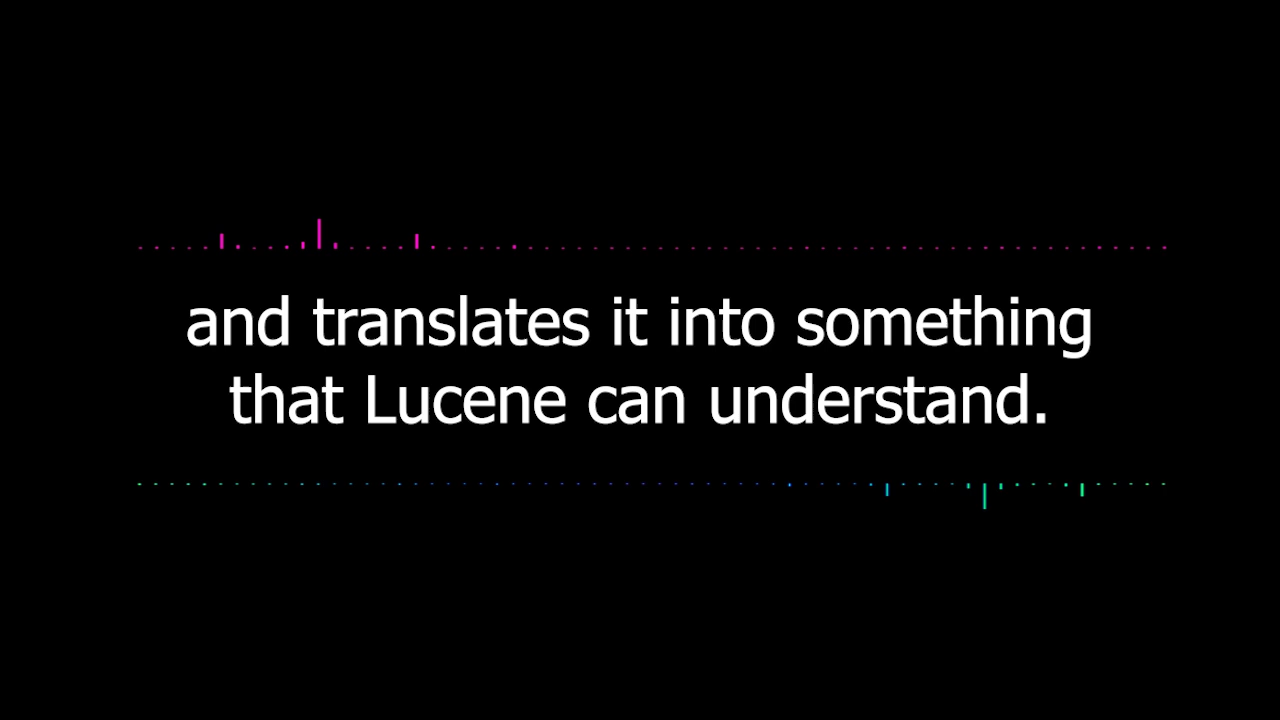 and translates it into something
that Lucene can understand.